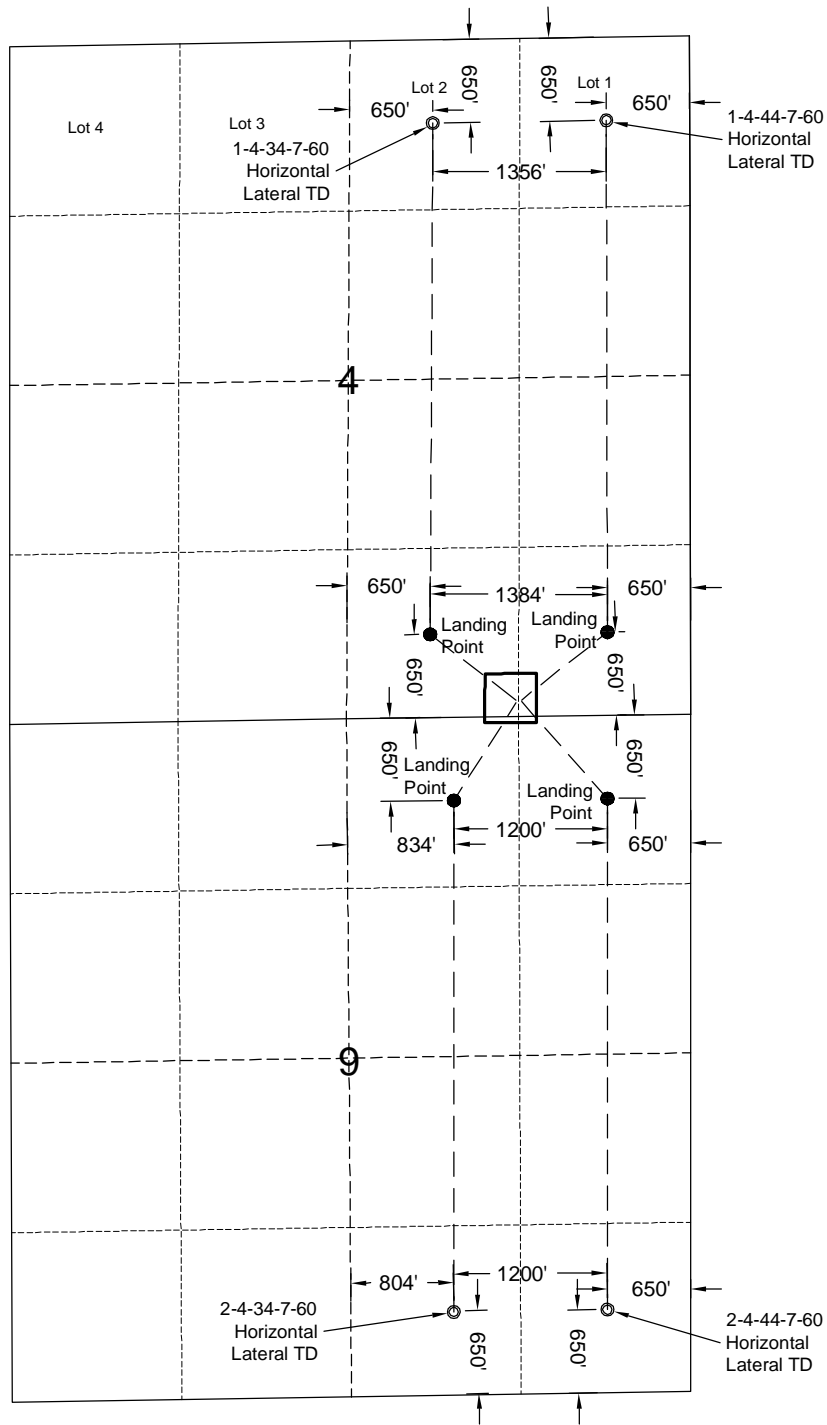 650'
650'
Lot 2
Lot 1
650'
650'
Lot 4
Lot 3
1-4-34-7-60
Horizontal
Lateral TD
1-4-44-7-60
Horizontal
Lateral TD
1356'
4
650'
1384'
650'
Landing
Point
Landing
Point
650'
650'
650'
650'
Landing
Point
Landing
Point
1200'
834'
650'
9
1200'
804'
650'
2-4-34-7-60
Horizontal
Lateral TD
650'
650'
2-4-44-7-60
Horizontal
Lateral TD